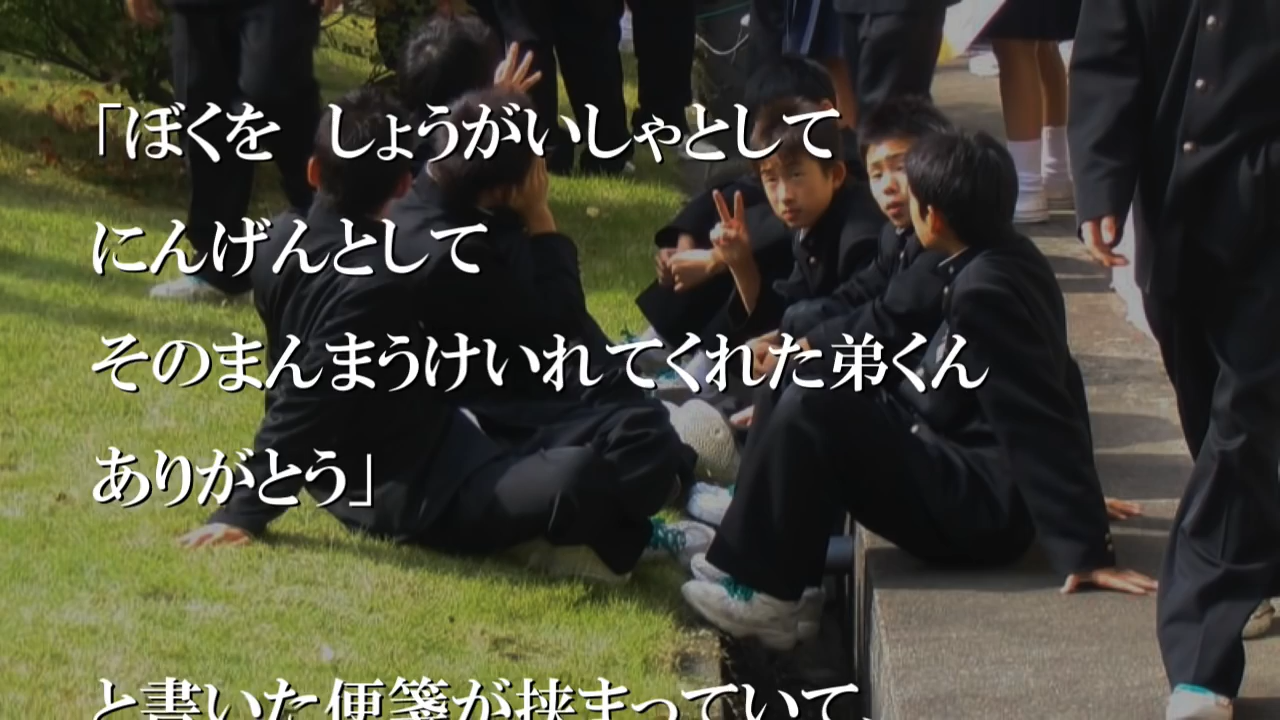 「ぼくを　しょうがいしゃとして
にんげんとして
そのまんまうけいれてくれた弟くん
ありがとう」
と書いた便箋が挟まっていて、